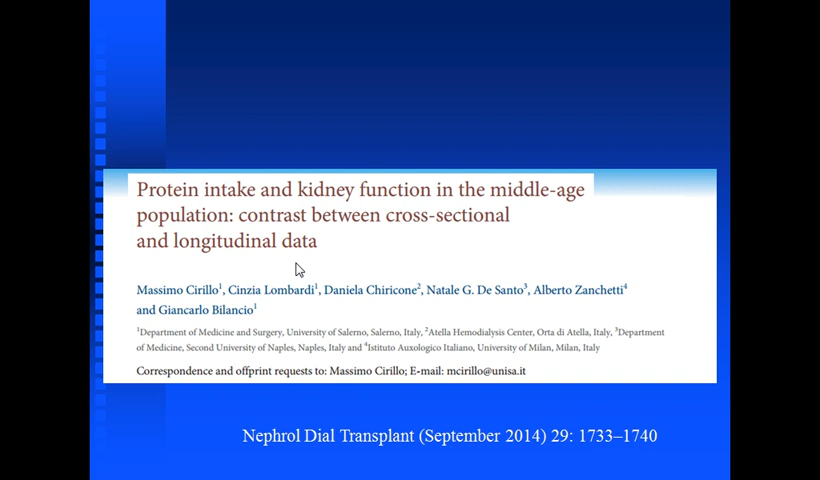 Protein intake and kidney function in the middle-age
population: contrast between cross-sectional
and longitudinal data
Massimo Cirillo¹, Cinzia Lombardi¹, Daniela Chiricone², Natale G. De Santo³, Alberto Zanchetti⁴
and Giancarlo Bilancio¹
¹Department of Medicine and Surgery, University of Salerno, Salerno, Italy, ²Atella Hemodialysis Center, Orta di Atella, Italy, ³Department
of Medicine, Second University of Naples, Naples, Italy and ⁴Istituto Auxologico Italiano, University of Milan, Milan, Italy
Correspondence and offprint requests to: Massimo Cirillo; E-mail: mcirillo@unisa.it
Nephrol Dial Transplant (September 2014) 29: 1733–1740